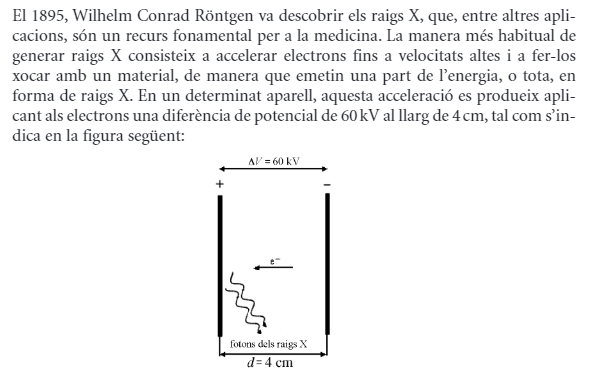 El 1895, Wilhelm Conrad Röntgen va descobrir els raigs X, que, entre altres apli-
cacions, són un recurs fonamental per a la medicina. La manera més habitual de
generar raigs X consisteix a accelerar electrons fins a velocitats altes i a fer-los
xocar amb un material, de manera que emetin una part de l'energia, o tota, en
forma de raigs X. En un determinat aparell, aquesta acceleració es produeix apli-
cant als electrons una diferència de potencial de 60 kV al llarg de 4 cm, tal com s'in-
dica en la figura següent:
ΔV = 60 kV
+ −
e⁻
fotons dels raigs X
d = 4 cm